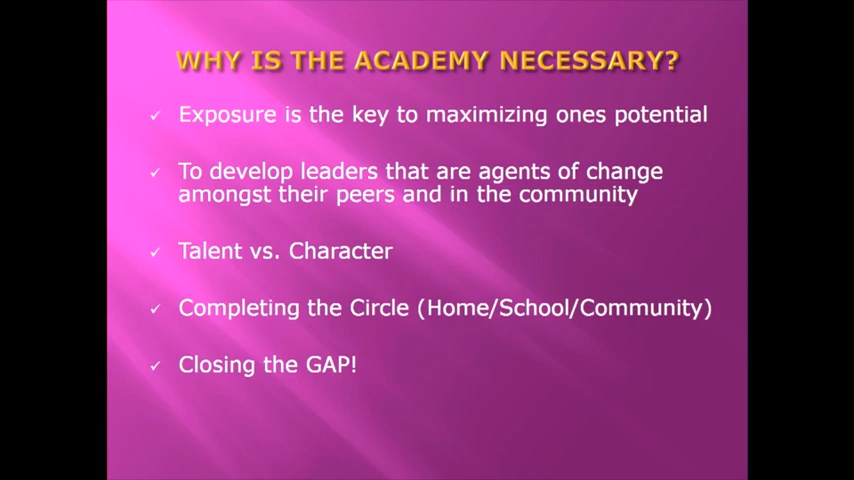 WHY IS THE ACADEMY NECESSARY?
Exposure is the key to maximizing ones potential
To develop leaders that are agents of change
amongst their peers and in the community
Talent vs. Character
Completing the Circle (Home/School/Community)
Closing the GAP!